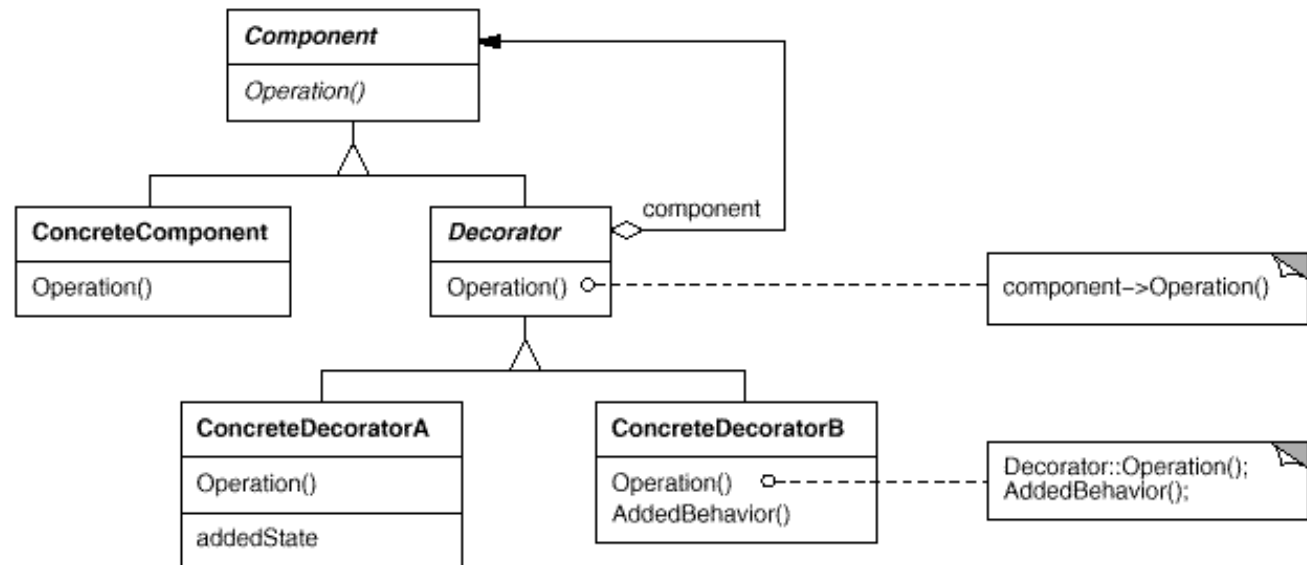 Component
Operation()
ConcreteComponent
Operation()
Decorator
Operation()
component
component->Operation()
ConcreteDecoratorA
Operation()
addedState
ConcreteDecoratorB
Operation()
AddedBehavior()
Decorator::Operation();
AddedBehavior();